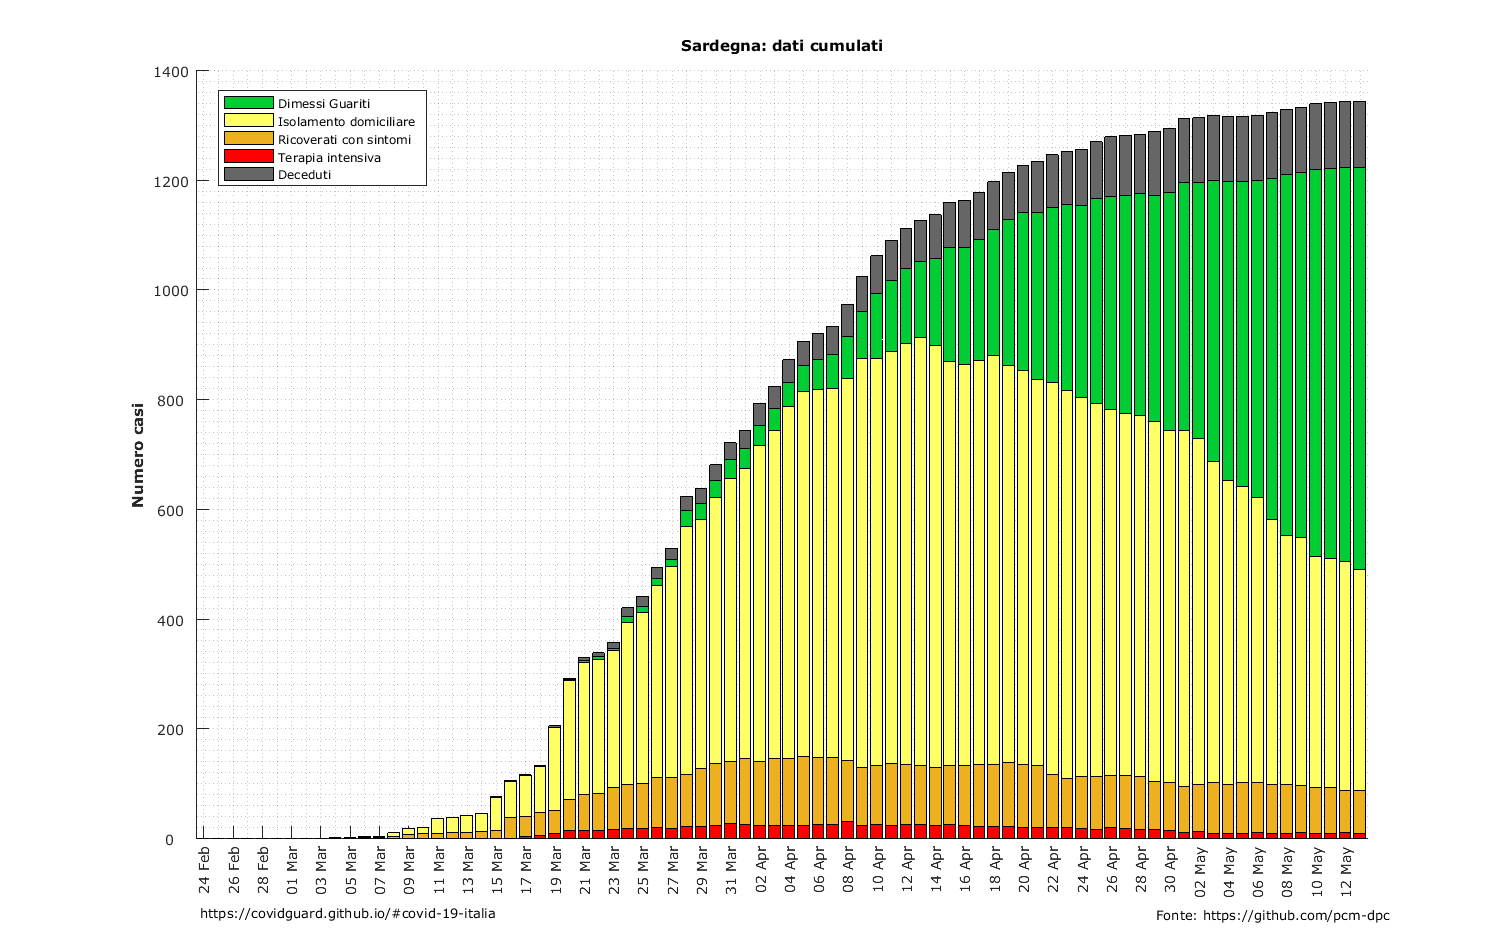 Sardegna: dati cumulati
1400
1200
1000
800
600
400
200
0
Numero casi
Dimessi Guariti
Isolamento domiciliare
Ricoverati con sintomi
Terapia intensiva
Deceduti
24 Feb
26 Feb
28 Feb
01 Mar
03 Mar
05 Mar
07 Mar
09 Mar
11 Mar
13 Mar
15 Mar
17 Mar
19 Mar
21 Mar
23 Mar
25 Mar
27 Mar
29 Mar
31 Mar
02 Apr
04 Apr
06 Apr
08 Apr
10 Apr
12 Apr
14 Apr
16 Apr
18 Apr
20 Apr
22 Apr
24 Apr
26 Apr
28 Apr
30 Apr
02 May
04 May
06 May
08 May
10 May
12 May
https://covidguard.github.io/#covid-19-italia
Fonte: https://github.com/pcm-dpc